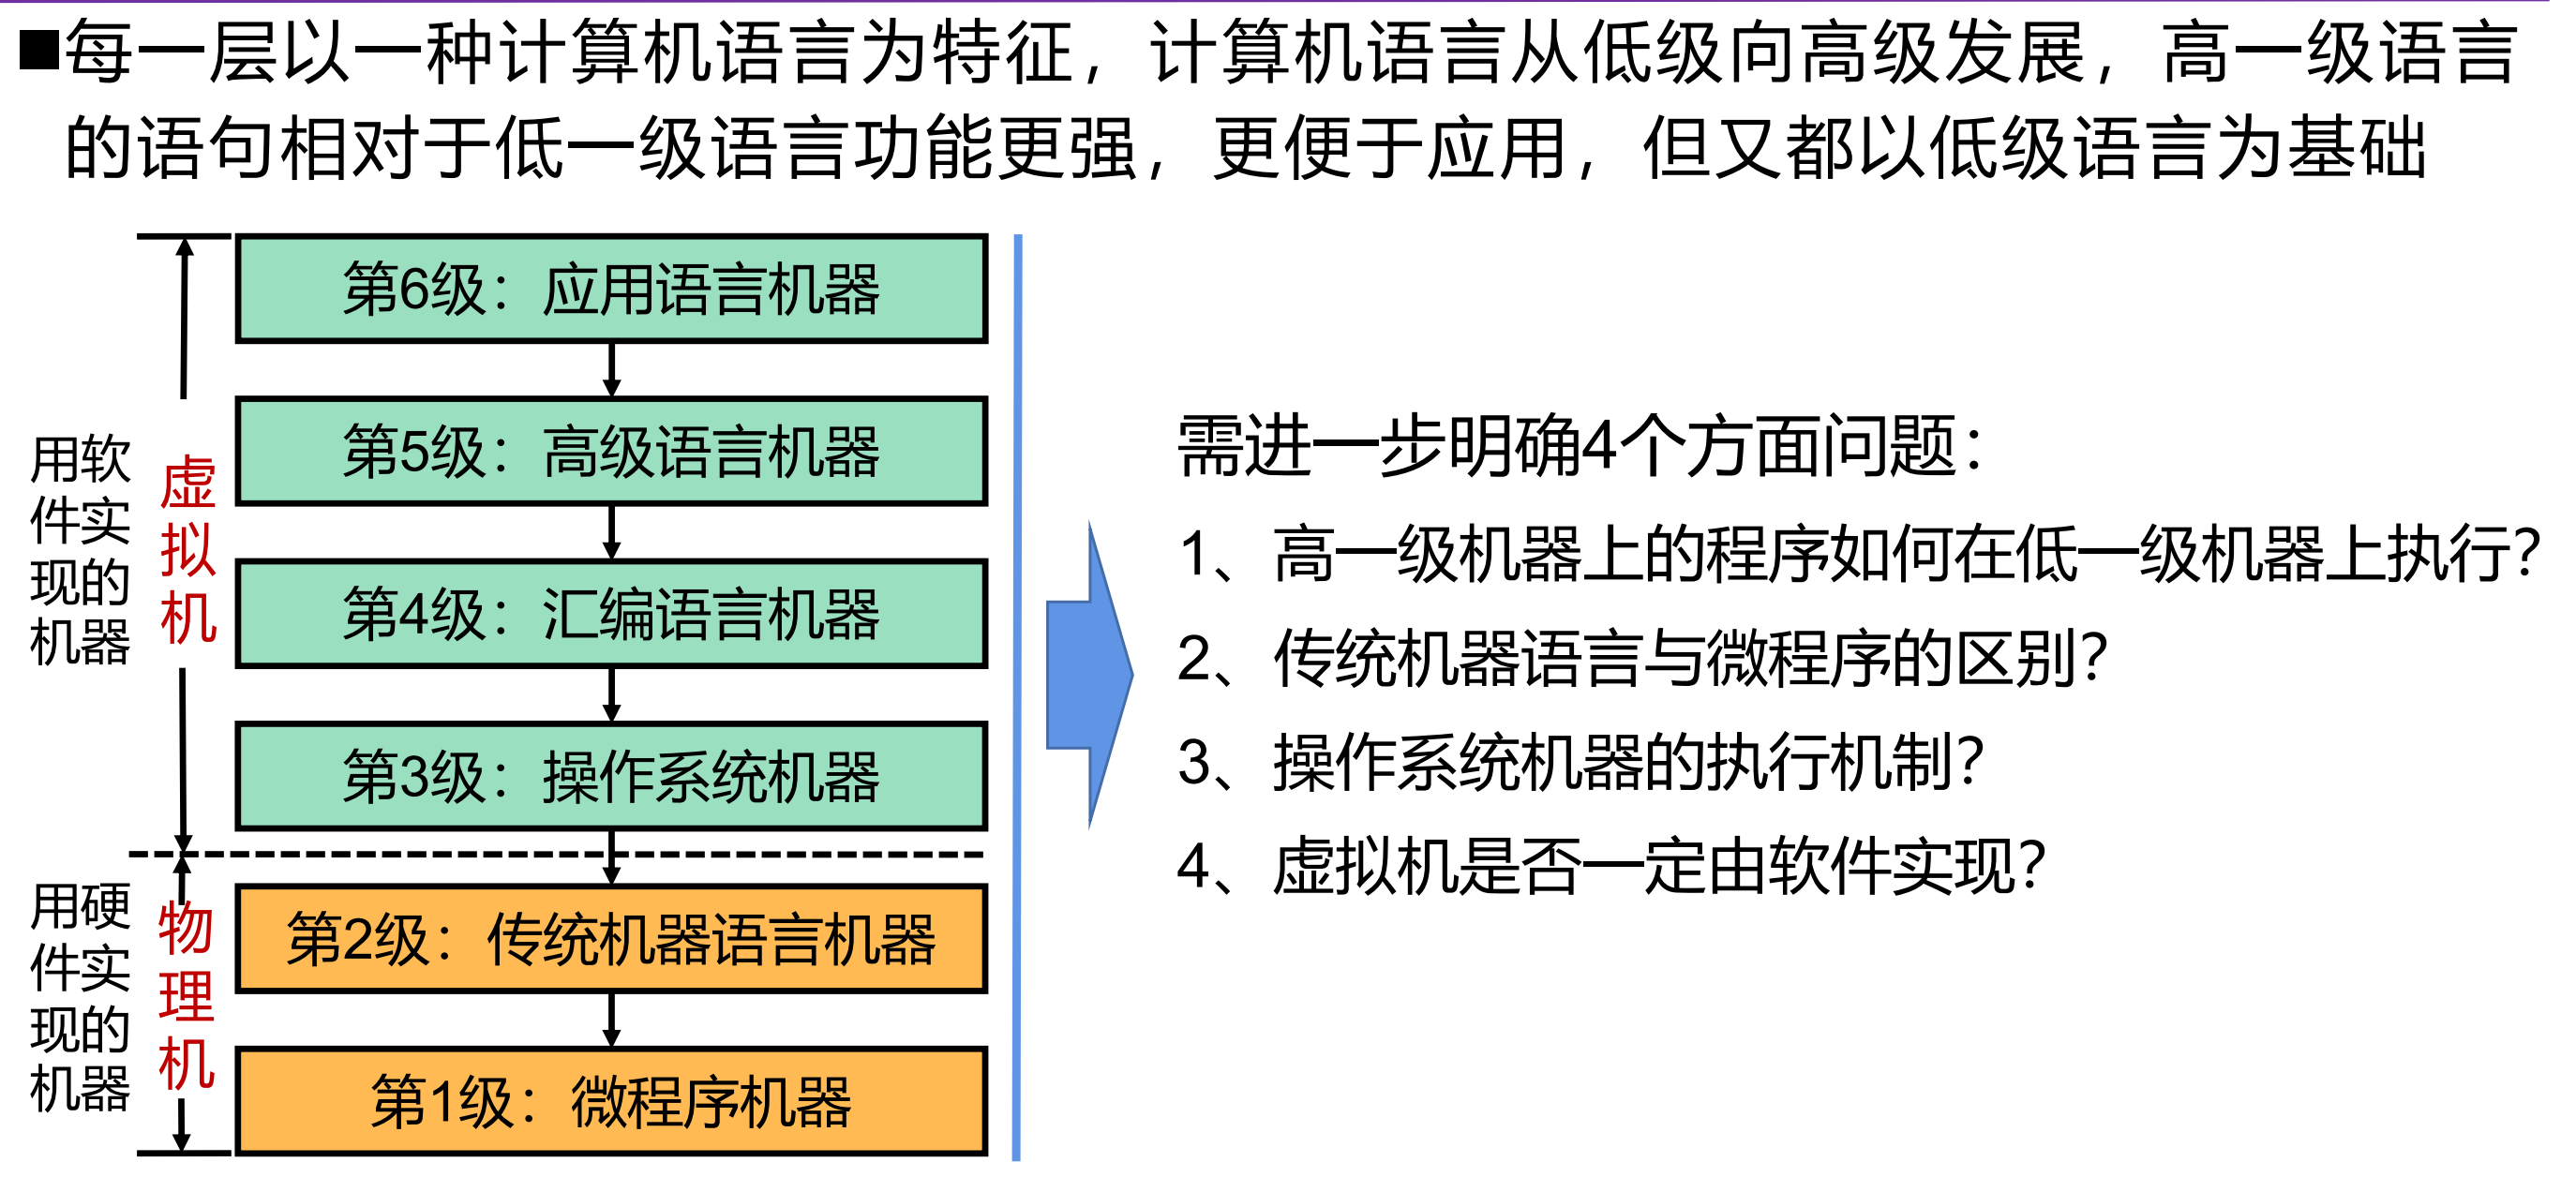 ■每一层以一种计算机语言为特征，计算机语言从低级向高级发展，高一级语言
的语句相对于低一级语言功能更强，更便于应用，但又都以低级语言为基础
用软
件实
现的
机器
虚
拟
机
第6级：应用语言机器
第5级：高级语言机器
第4级：汇编语言机器
第3级：操作系统机器
用硬
件实
现的
机器
物
理
机
第2级：传统机器语言机器
第1级：微程序机器
需进一步明确4个方面问题：
1、高一级机器上的程序如何在低一级机器上执行？
2、传统机器语言与微程序的区别？
3、操作系统机器的执行机制？
4、虚拟机是否一定由软件实现？